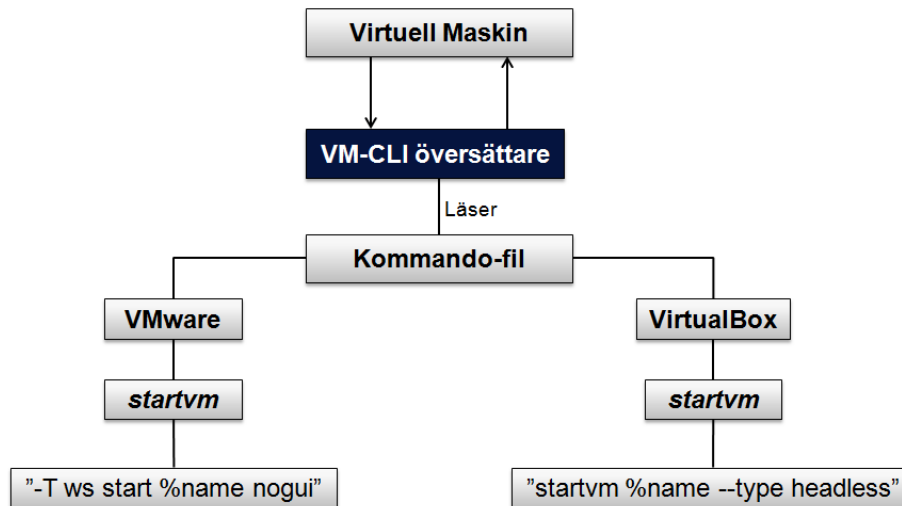 Virtuell Maskin
VM-CLI översättare
Läser
Kommando-fil
VMware
VirtualBox
startvm
startvm
”-T ws start %name nogui”
”startvm %name --type headless”